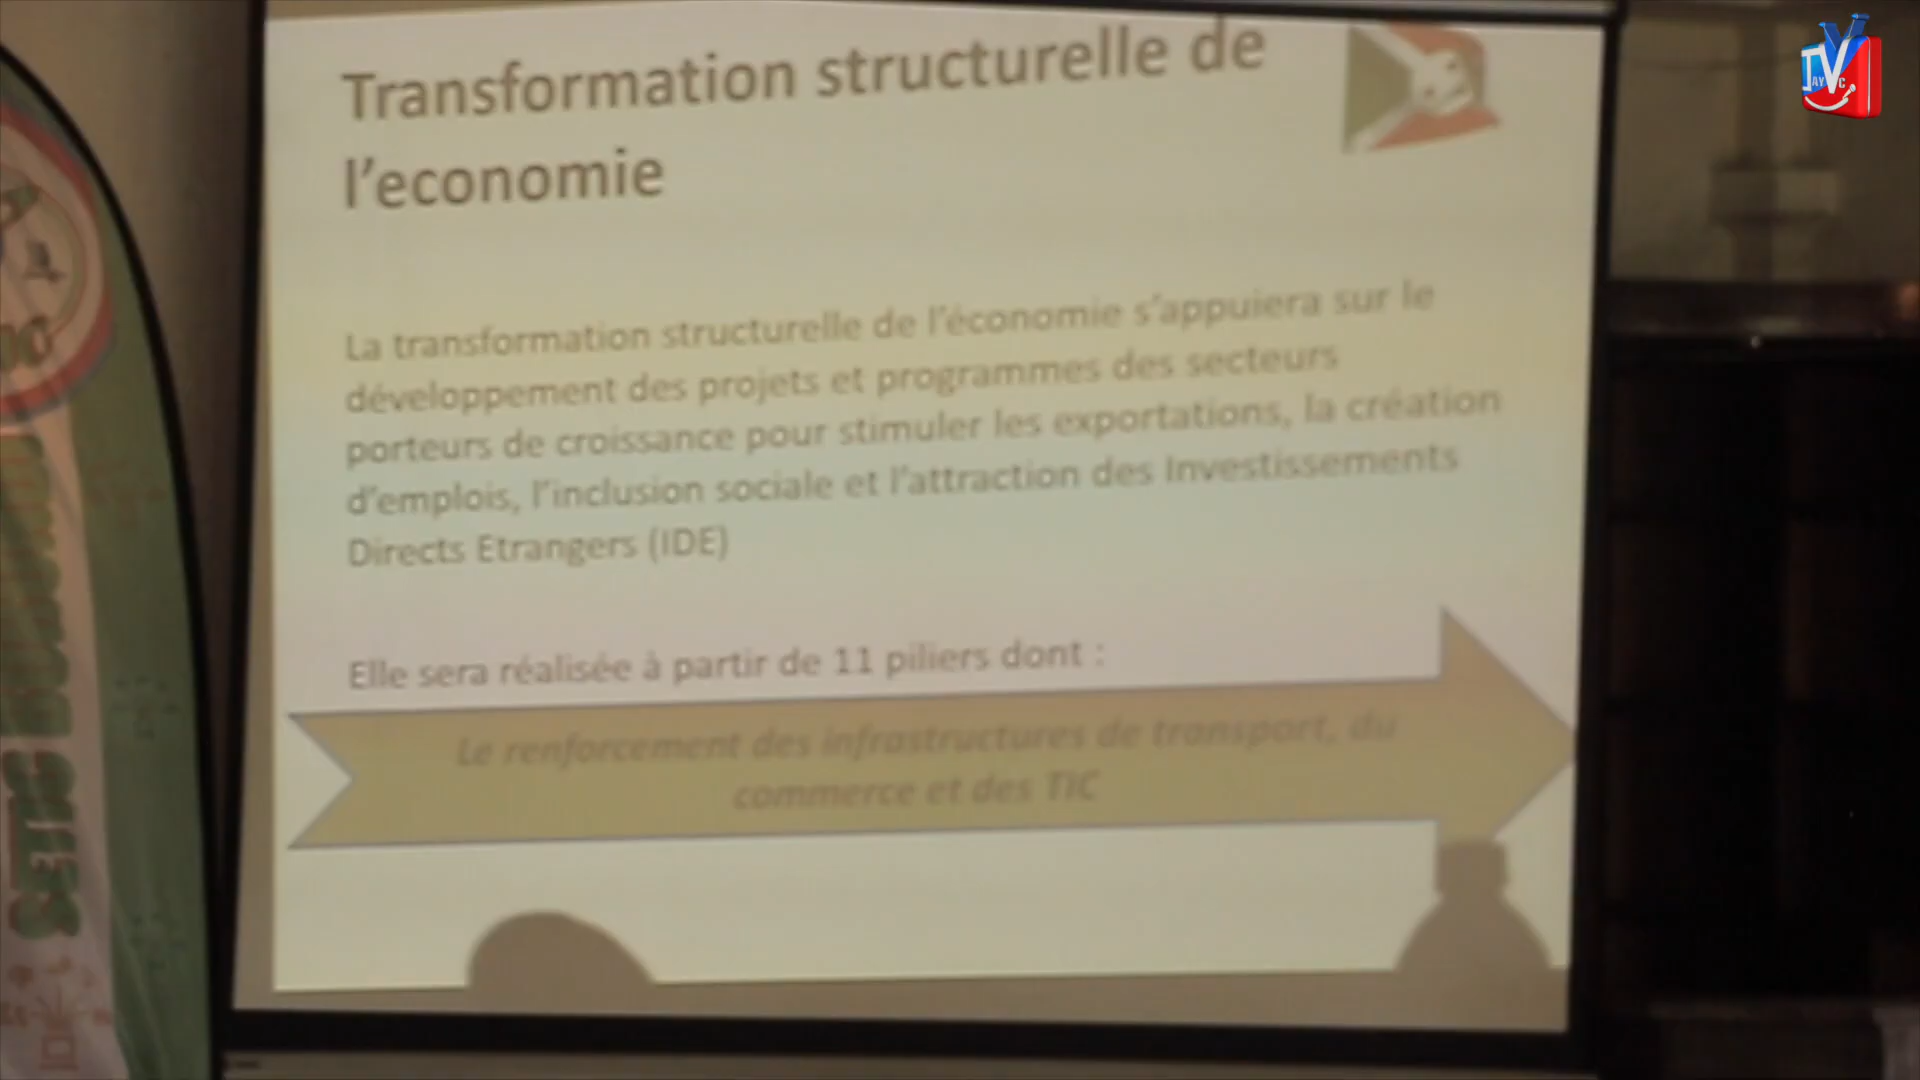 Transformation structurelle de
l’economie
La transformation structurelle de l’économie s’appuiera sur le
développement des projets et programmes des secteurs
porteurs de croissance pour stimuler les exportations, la création
d’emplois, l’inclusion sociale et l’attraction des Investissements
Directs Etrangers (IDE)
Elle sera réalisée à partir de 11 piliers dont :
Le renforcement des infrastructures de transport, du
commerce et des TIC